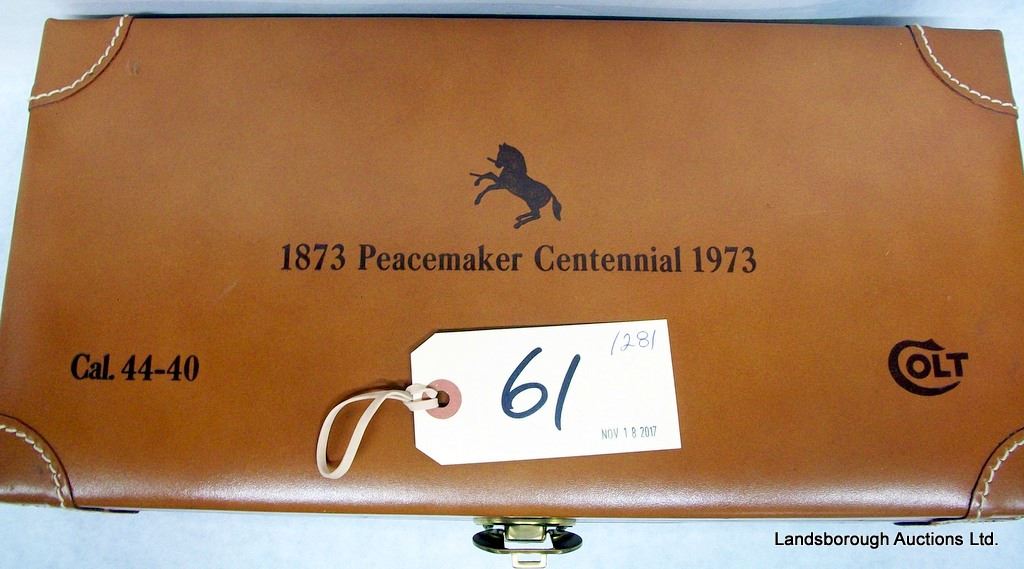 1873 Peacemaker Centennial 1973
Cal. 44-40
COLT
1281
61
NOV 18 2017
Landsborough Auctions Ltd.